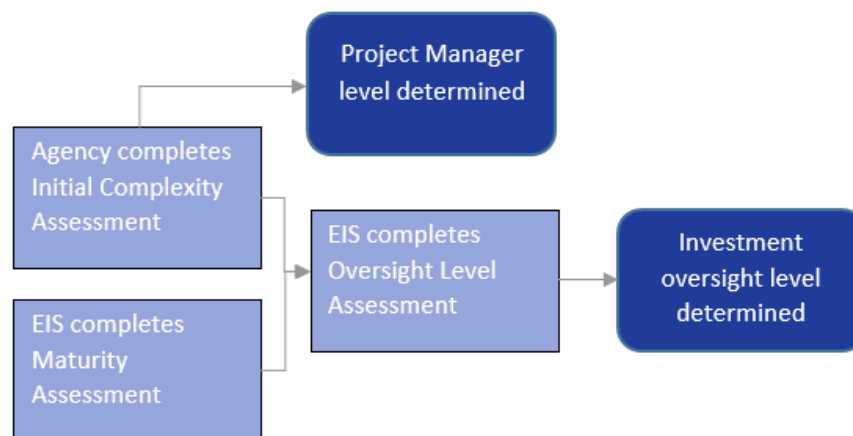 Project Manager
level determined
Agency completes
Initial Complexity
Assessment
EIS completes
Oversight Level
Assessment
Investment
oversight level
determined
EIS completes
Maturity
Assessment